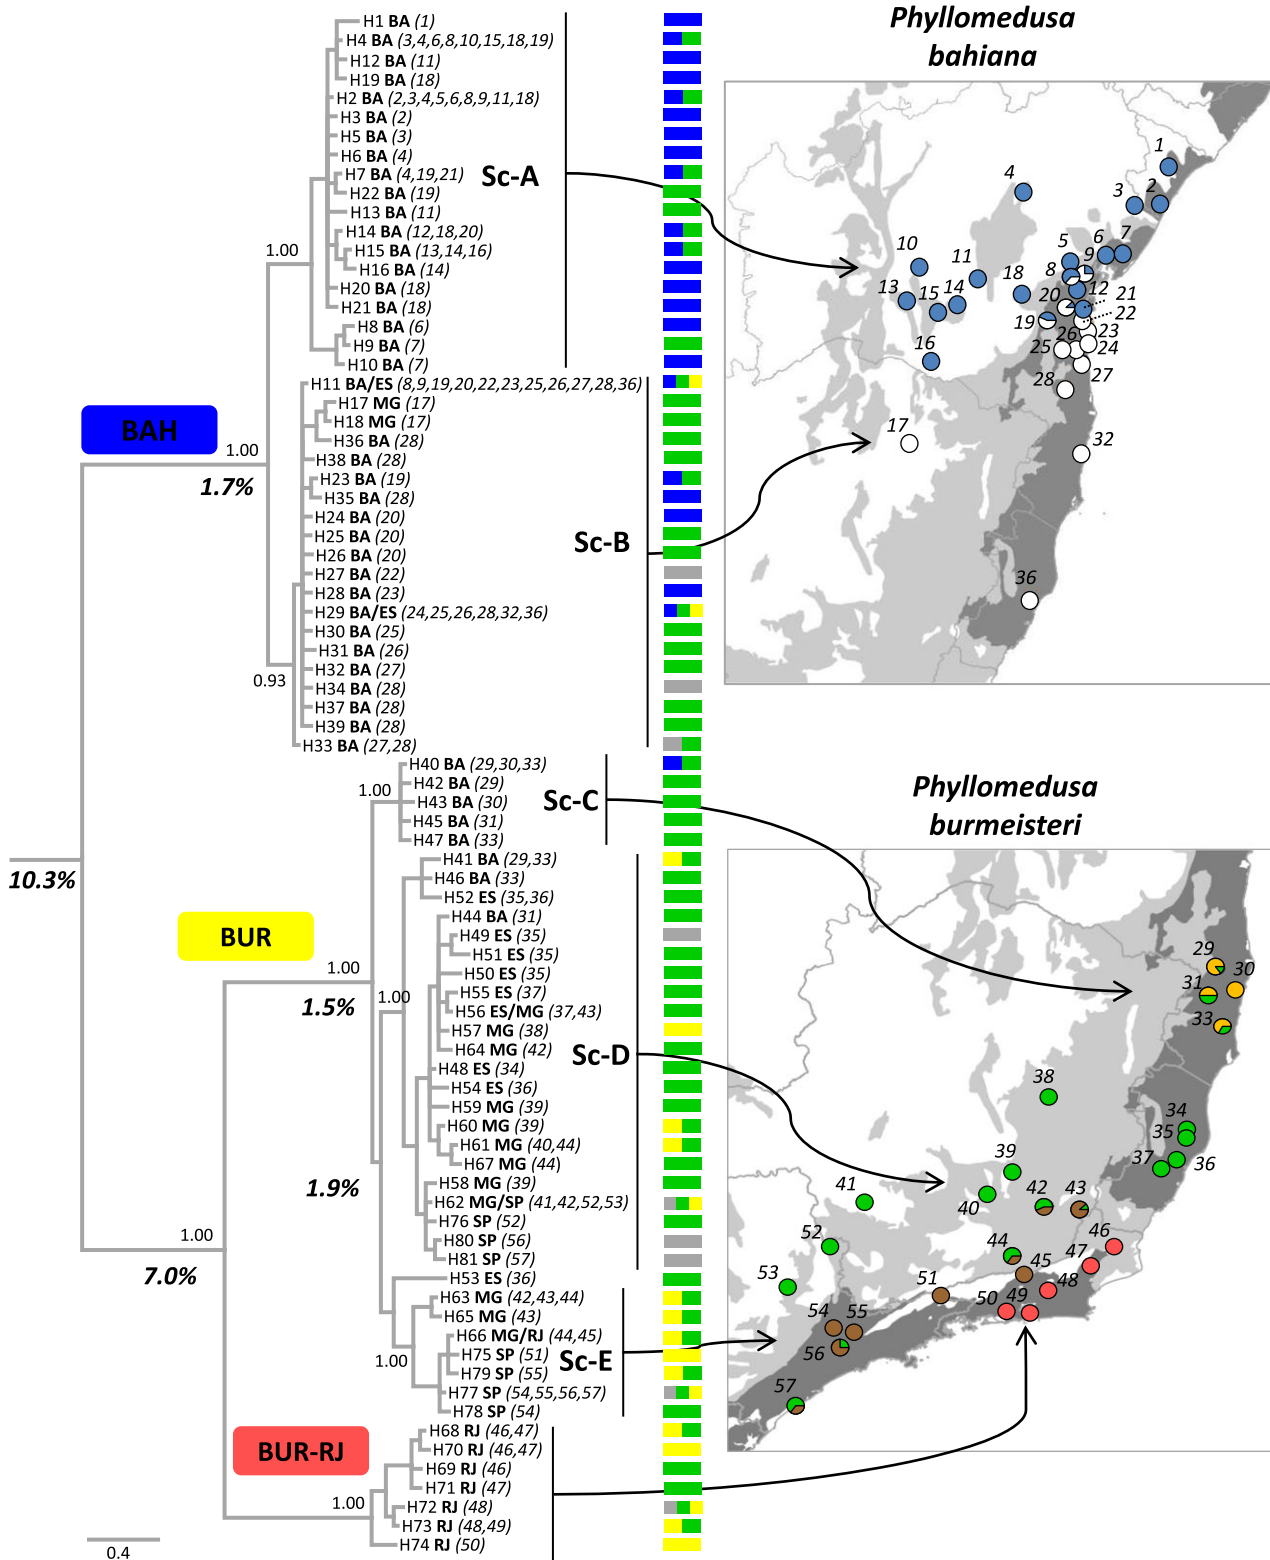 H1 BA (1)
H4 BA (3,4,6,8,10,15,18,19)
H12 BA (11)
H19 BA (18)
H2 BA (2,3,4,5,6,8,9,11,18)
H3 BA (2)
H5 BA (3)
H6 BA (4)
H7 BA (4,19,21)
H22 BA (19)
H13 BA (11)
H14 BA (12,18,20)
H15 BA (13,14,16)
H16 BA (14)
H20 BA (18)
H21 BA (18)
H8 BA (6)
H9 BA (7)
H10 BA (7)
H11 BA/ES (8,9,19,20,22,23,25,26,27,28,36)
H17 MG (17)
H18 MG (17)
H36 BA (28)
H38 BA (28)
H23 BA (19)
H35 BA (28)
H24 BA (20)
H25 BA (20)
H26 BA (20)
H27 BA (22)
H28 BA (23)
H29 BA/ES (24,25,26,28,32,36)
H30 BA (25)
H31 BA (26)
H32 BA (27)
H34 BA (28)
H37 BA (28)
H39 BA (28)
H33 BA (27,28)
H40 BA (29,30,33)
H42 BA (29)
H43 BA (30)
H45 BA (31)
H47 BA (33)
H41 BA (29,33)
H46 BA (33)
H52 ES (35,36)
H44 BA (31)
H49 ES (35)
H51 ES (35)
H50 ES (35)
H55 ES (37)
H56 ES/MG (37,43)
H57 MG (38)
H64 MG (42)
H48 ES (34)
H54 ES (36)
H59 MG (39)
H60 MG (39)
H61 MG (40,44)
H67 MG (44)
H58 MG (39)
H62 MG/SP (41,42,52,53)
H76 SP (52)
H80 SP (56)
H81 SP (57)
H53 ES (36)
H63 MG (42,43,44)
H65 MG (43)
H66 MG/RJ (44,45)
H75 SP (51)
H79 SP (55)
H77 SP (54,55,56,57)
H78 SP (54)
H68 RJ (46,47)
H70 RJ (46,47)
H69 RJ (46)
H71 RJ (47)
H72 RJ (48)
H73 RJ (48,49)
H74 RJ (50)
Sc-A
Sc-B
Sc-C
Sc-D
Sc-E
BAH
BUR
BUR-RJ
1.00
1.00
1.7%
0.93
1.00
10.3%
1.00
1.5%
1.00
1.9%
1.00
7.0%
1.00
1.00
0.4
Phyllomedusa
bahiana
1
2
3
4
5
6
7
8
9
10
11
12
13
14
15
16
17
18
19
20
21
22
23
24
25
26
27
28
32
36
Phyllomedusa
burmeisteri
29
30
31
33
34
35
36
37
38
39
40
41
42
43
44
45
46
47
48
49
50
51
52
53
54
55
56
57